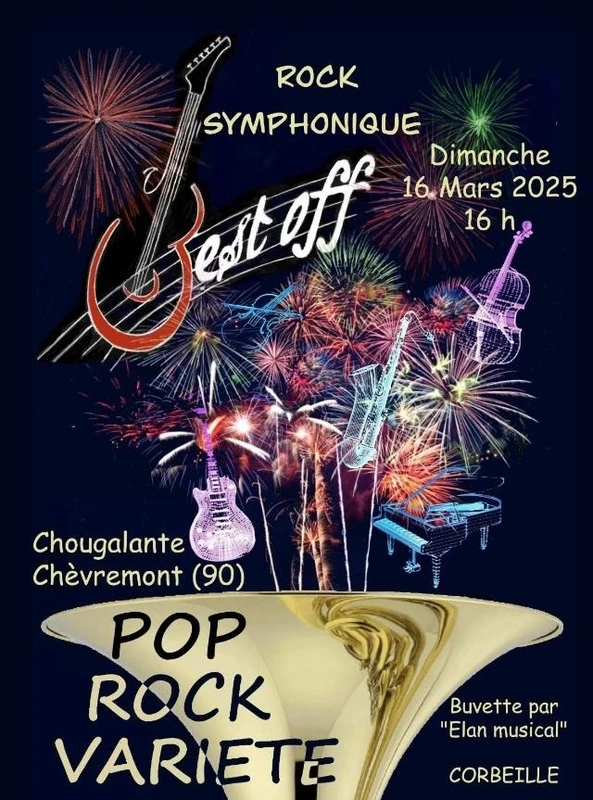 ROCK
SYMPHONIQUE
Dimanche
16 Mars 2025
16 h
Best off
Chougalante
Chèvremont (90)
POP
ROCK
VARIETE
Buvette par
"Elan musical"
CORBEILLE